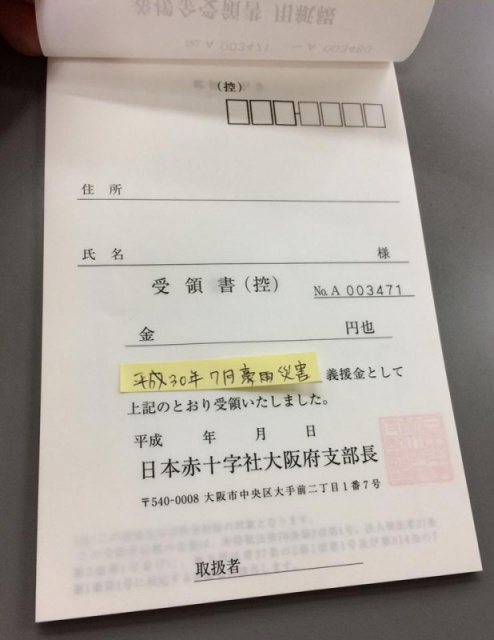 (控)
住 所
氏 名 様
受 領 書 (控) No. A 003471
金 円也
平成30年 7月豪雨災害 義援金として
上記のとおり受領いたしました。
平成 年 月 日
日本赤十字社大阪府支部長
〒540-0008 大阪市中央区大手前二丁目1番7号
取扱者